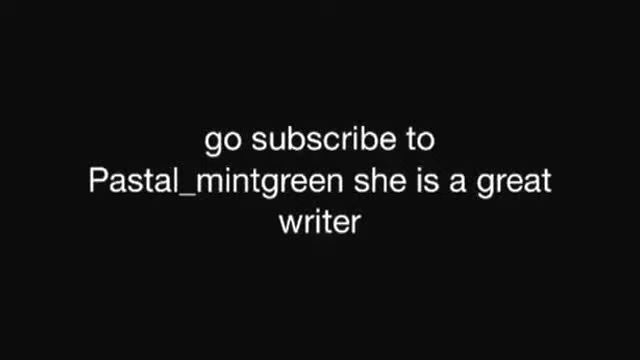 go subscribe to
Pastal_mintgreen she is a great
writer